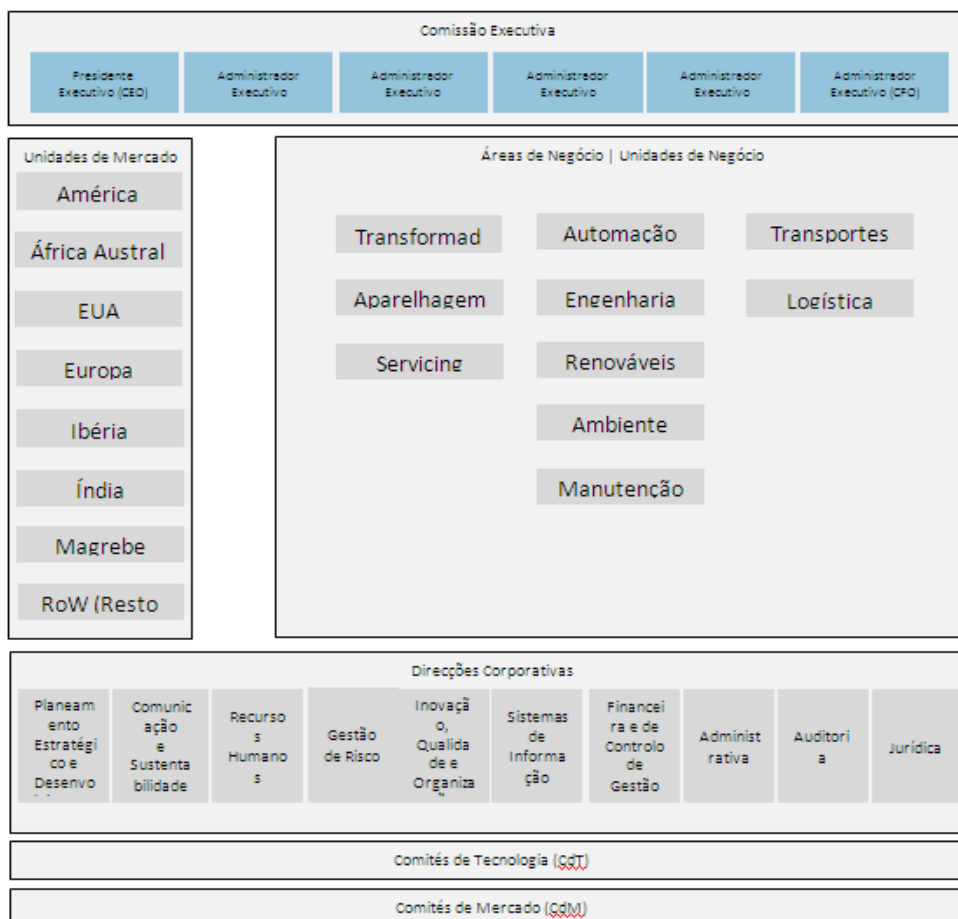 Comissão Executiva
Presidente
Executivo (CEO)
Administrador
Executivo
Administrador
Executivo
Administrador
Executivo
Administrador
Executivo
Administrador
Executivo (CFO)
Unidades de Mercado
América
África Austral
EUA
Europa
Ibéria
Índia
Magrebe
RoW (Resto
Áreas de Negócio | Unidades de Negócio
Transformad
Aparelhagem
Servicing
Automação
Engenharia
Renováveis
Ambiente
Manutenção
Transportes
Logística
Direcções Corporativas
Planeam
ento
Estratégi
co e
Desenvo
Comunic
ação
e
Sustenta
bilidade
Recurso
s
Humano
s
Gestão
de Risco
Inovaçã
o,
Qualida
de e
Organiza
Sistemas
de
Informa
ção
Financei
ra e de
Controlo
de
Gestão
Administ
rativa
Auditori
a
Jurídica
Comités de Tecnologia (CdT)
Comités de Mercado (CdM)